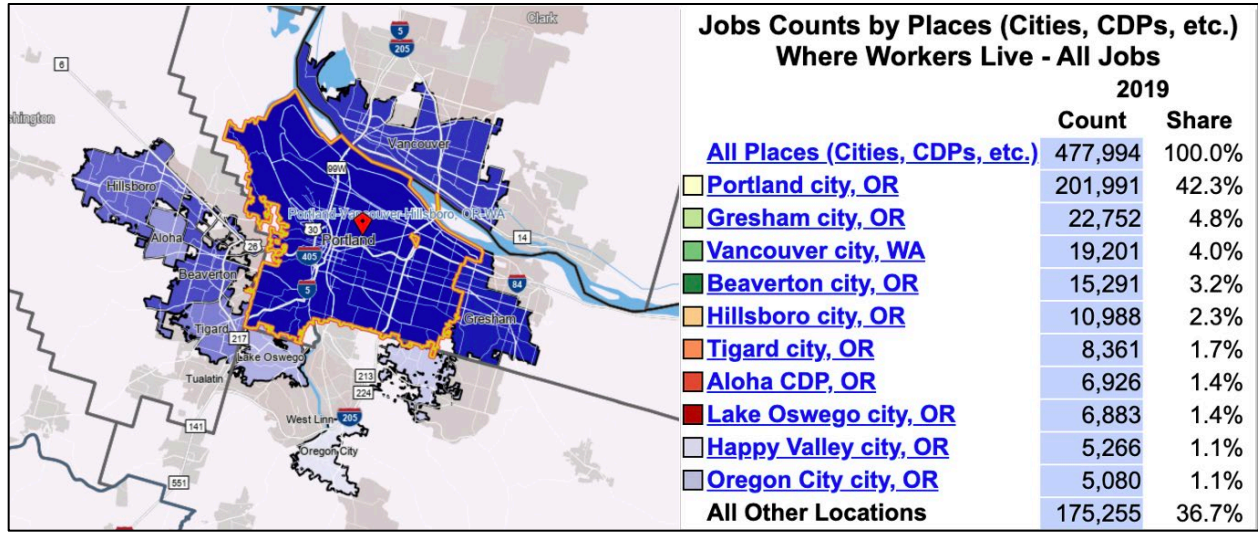 Clark
5
205
6
hington
Vancouver
99W
Hillsboro
Portland-Vancouver-Hillsboro, OR-WA
Aloha
26
30
Portland
14
405
Beaverton
84
5
Gresham
Tigard
217
Lake Oswego
Tualatin
213
224
West Linn
205
141
Oregon City
551
Jobs Counts by Places (Cities, CDPs, etc.)
Where Workers Live - All Jobs
2019
Count Share
All Places (Cities, CDPs, etc.) 477,994 100.0%
Portland city, OR 201,991 42.3%
Gresham city, OR 22,752 4.8%
Vancouver city, WA 19,201 4.0%
Beaverton city, OR 15,291 3.2%
Hillsboro city, OR 10,988 2.3%
Tigard city, OR 8,361 1.7%
Aloha CDP, OR 6,926 1.4%
Lake Oswego city, OR 6,883 1.4%
Happy Valley city, OR 5,266 1.1%
Oregon City city, OR 5,080 1.1%
All Other Locations 175,255 36.7%